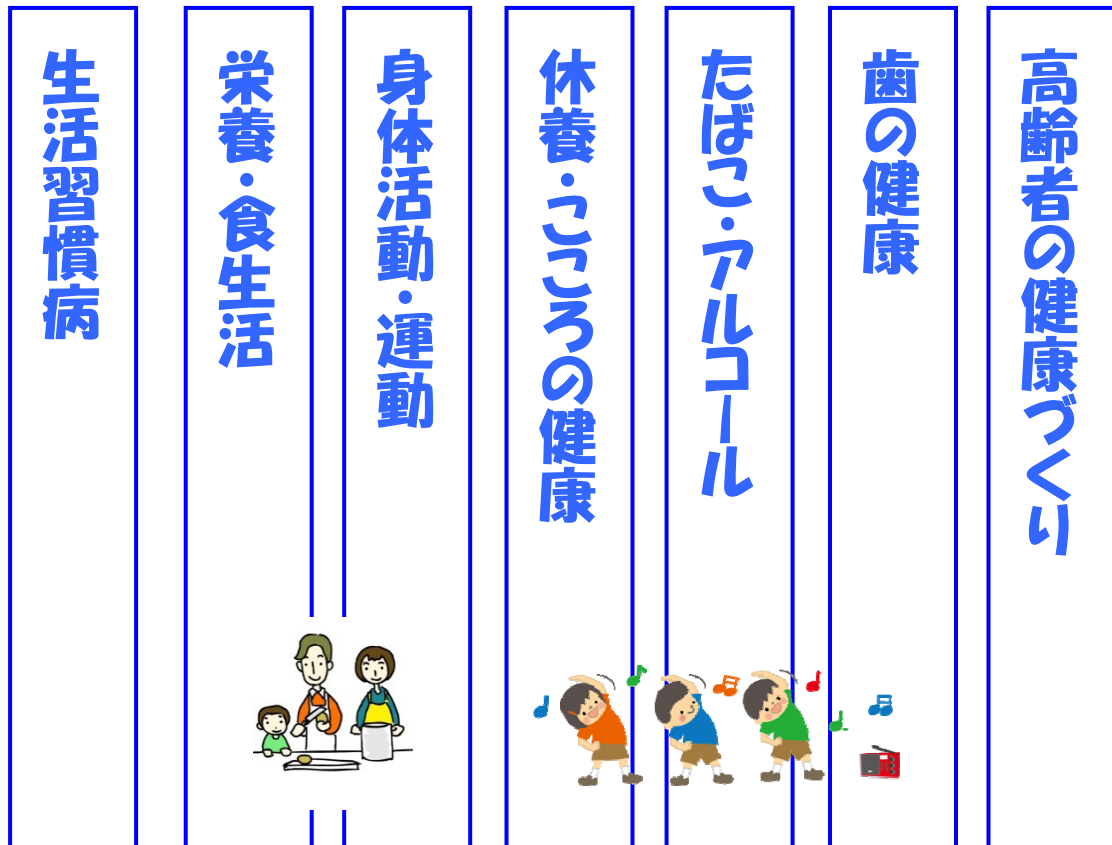 生活習慣病
栄養・食生活
身体活動・運動
休養・こころの健康
たばこ・アルコール
歯の健康
高齢者の健康づくり